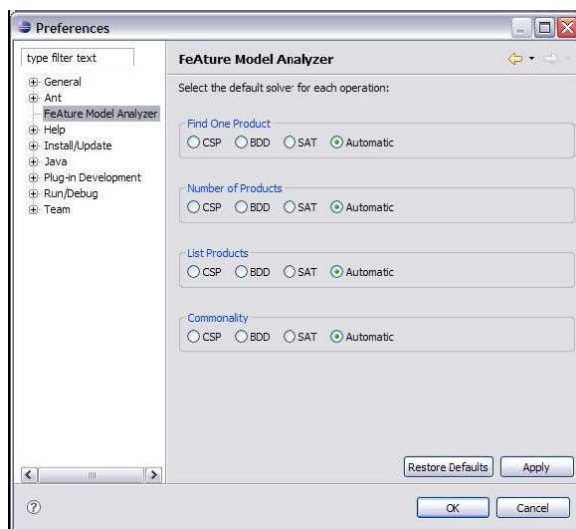 Preferences
type filter text
General
Ant
FeAture Model Analyzer
Help
Install/Update
Java
Plug-in Development
Run/Debug
Team
FeAture Model Analyzer
Select the default solver for each operation:
Find One Product
CSP BDD SAT Automatic
Number of Products
CSP BDD SAT Automatic
List Products
CSP BDD SAT Automatic
Commonality
CSP BDD SAT Automatic
Restore Defaults Apply
OK Cancel